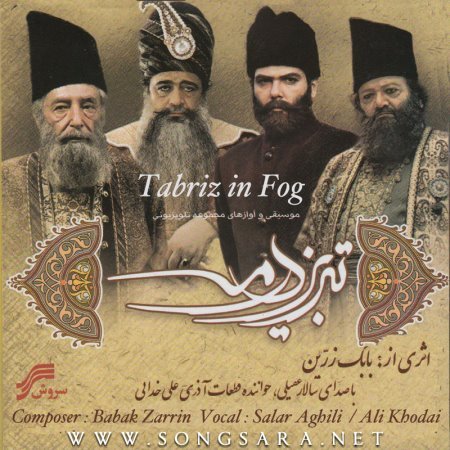 Tabriz in Fog
موسیقی و آوازهای مجموعه تلویزیونی
تبریز در مه
اثری از : بابک زرین
با صدای سالار عقیلی، خواننده قطعات آذری علی خدائی
سروش
Composer : Babak Zarrin Vocal : Salar Aghili / Ali Khodai
WWW.SONGSARA.NET